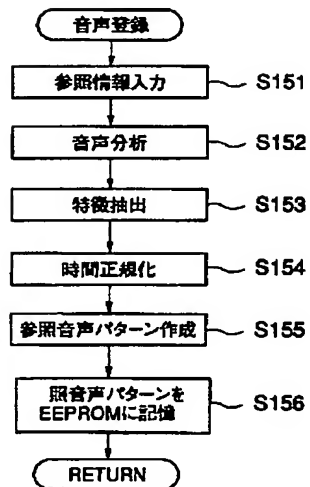 音声登録
参照情報入力
S151
音声分析
S152
特徴抽出
S153
時間正規化
S154
参照音声パターン作成
S155
照音声パターンを
EEPROMに記憶
S156
RETURN